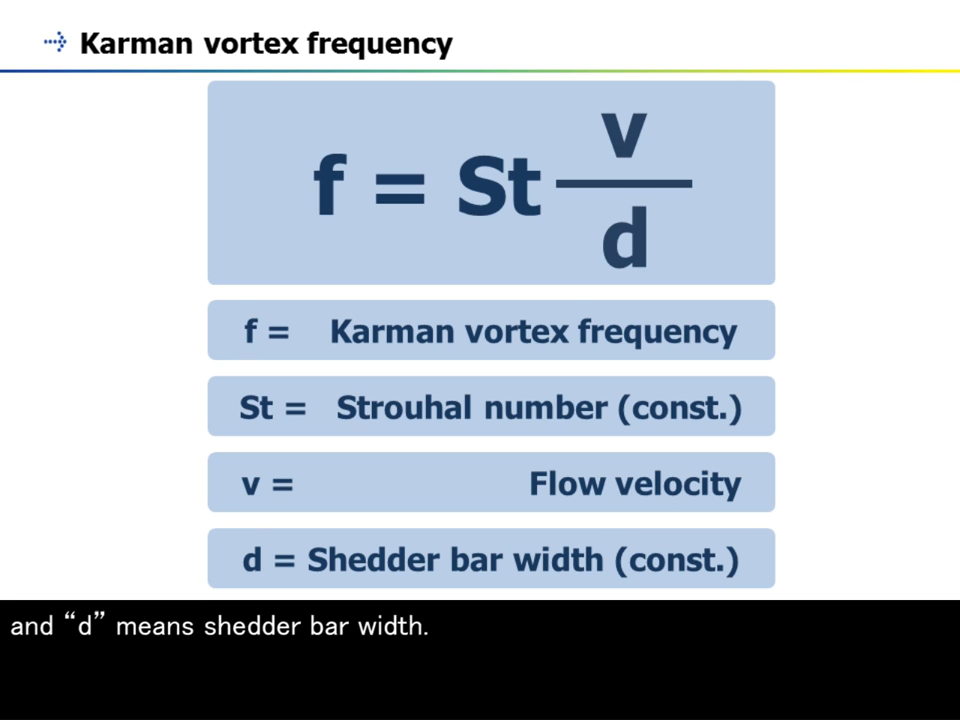 Karman vortex frequency
f = St v/d
f = Karman vortex frequency
St = Strouhal number (const.)
v = Flow velocity
d = Shedder bar width (const.)
and “d” means shedder bar width.